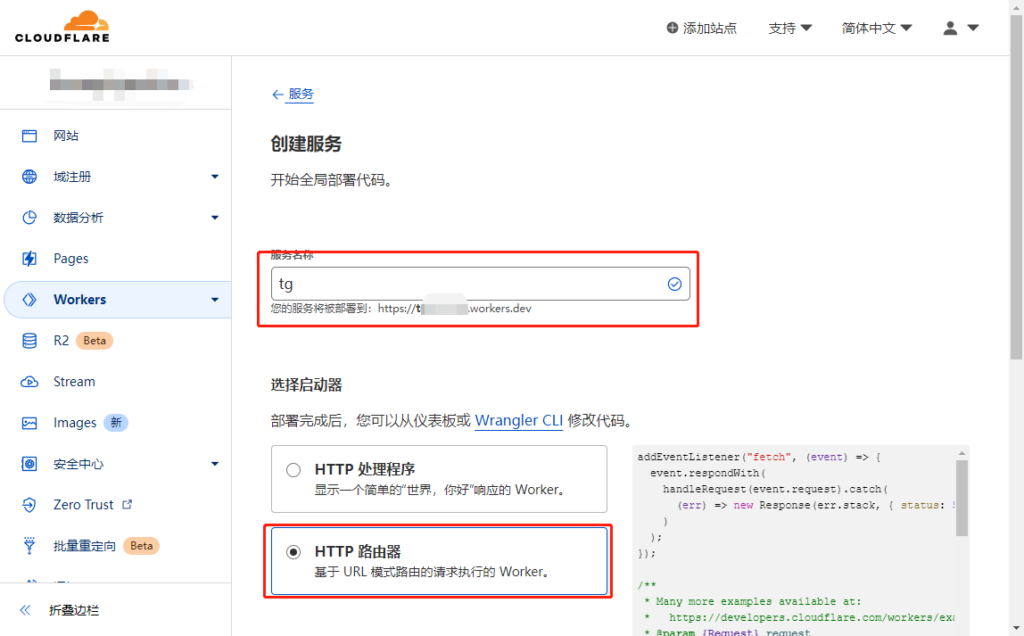 CLOUDFLARE
添加站点
支持
简体中文
网站
域注册
数据分析
Pages
Workers
R2 Beta
Stream
Images 新
安全中心
Zero Trust
批量重定向 Beta
折叠边栏
服务
创建服务
开始全局部署代码。
服务名称
tg
您的服务将被部署到：https://t .workers.dev
选择启动器
部署完成后，您可以从仪表板或 Wrangler CLI 修改代码。
HTTP 处理程序
显示一个简单的“世界，你好”响应的 Worker。
HTTP 路由器
基于 URL 模式路由的请求执行的 Worker。
addEventListener("fetch", (event) => {
event.respondWith(
handleRequest(event.request).catch(
(err) => new Response(err.stack, { status:
)
);
});
/**
* Many more examples available at:
* https://developers.cloudflare.com/workers/exa
* @param {Request} request